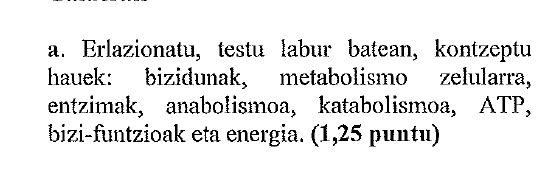 a. Erlazionatu, testu labur batean, kontzeptu
hauek: bizidunak, metabolismo zelularra,
entzimak, anabolismoa, katabolismoa, ATP,
bizi-funtzioak eta energia. (1,25 puntu)